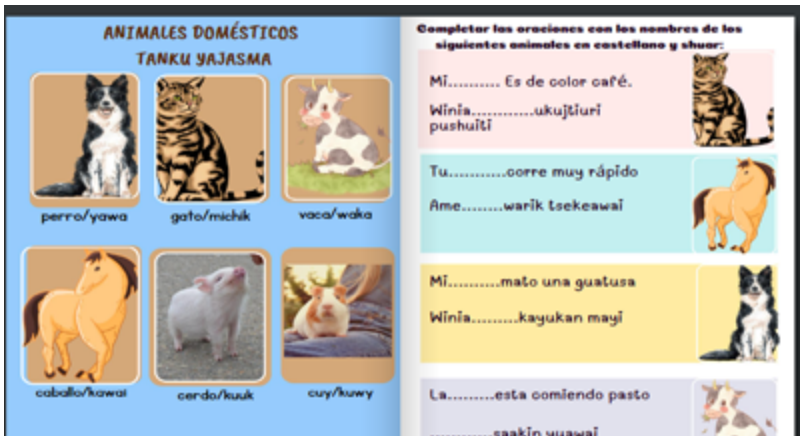 ANIMALES DOMÉSTICOS
TANKU YAJASMA
perro/yawa
gato/michik
vaca/waka
caballo/kawai
cerdo/kuuk
cuy/kuwy
Completar las oraciones con los nombres de los
siguientes animales en castellano y shuar:
Mi.......... Es de color café.
Winia............ukujtiuri
pushuiti
Tu...........corre muy rápido
Ame........warik tsekeawai
Mi..........mato una guatusa
Winia.........kayukan mayi
La.........esta comiendo pasto
..........saakin yuawai